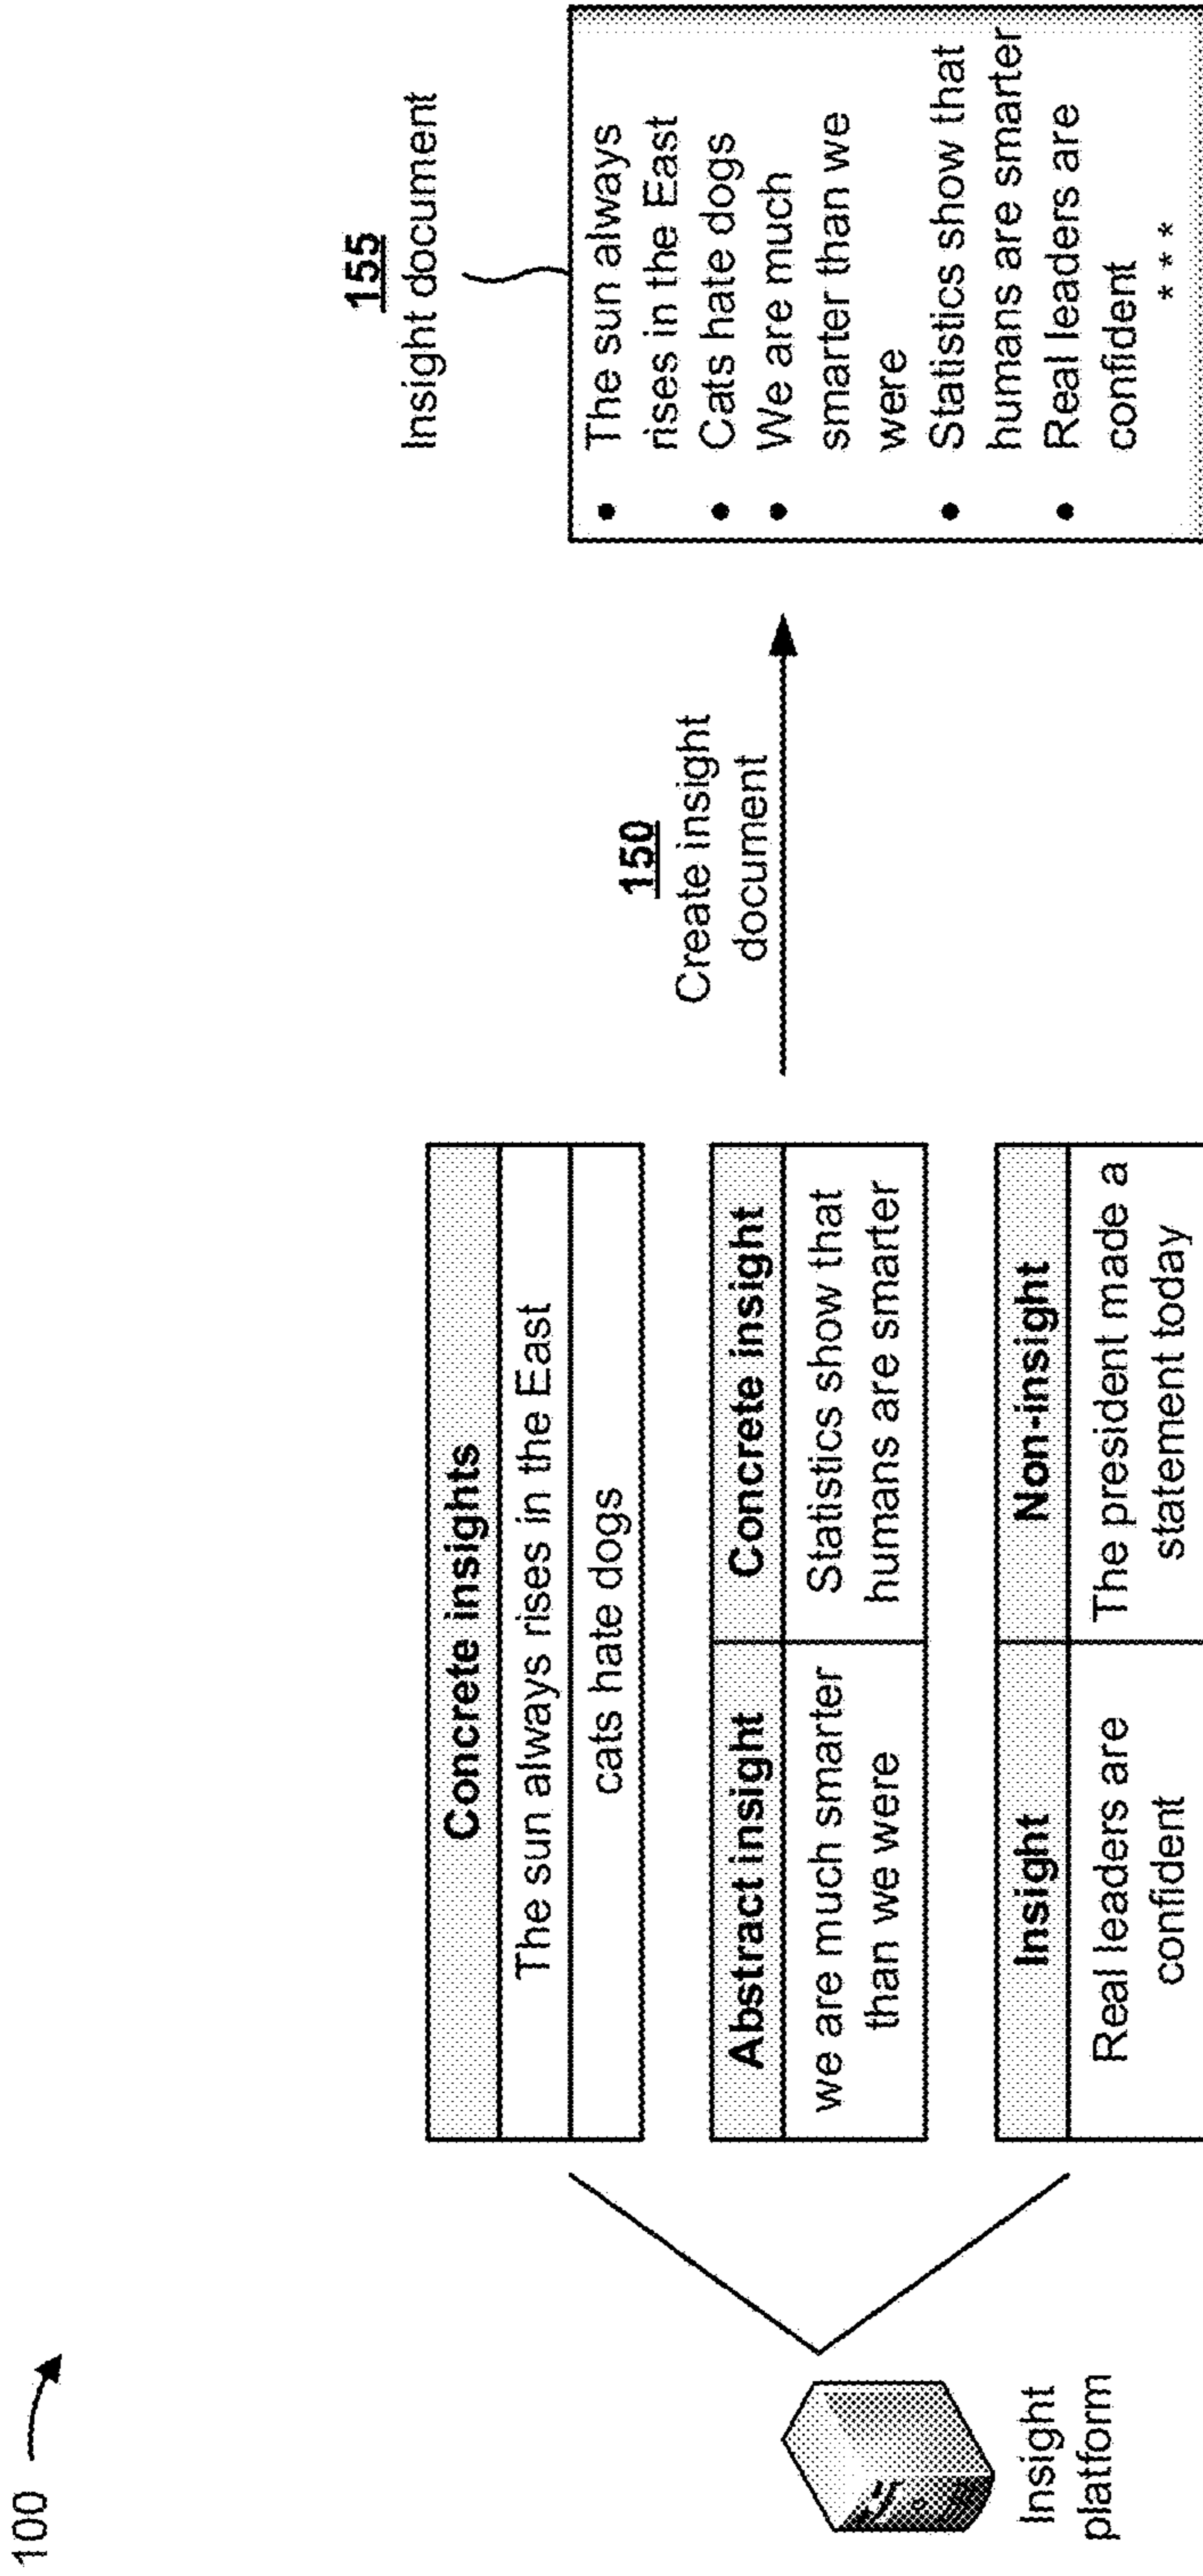 100
Insight
platform
Concrete insights
The sun always rises in the East
cats hate dogs
Abstract insight
Concrete insight
we are much smarter
than we were
Statistics show that
humans are smarter
Insight
Non-insight
Real leaders are
confident
The president made a
statement today
150
Create insight
document
155
Insight document
• The sun always
rises in the East
• Cats hate dogs
• We are much
smarter than we
were
• Statistics show that
humans are smarter
• Real leaders are
confident
* * *